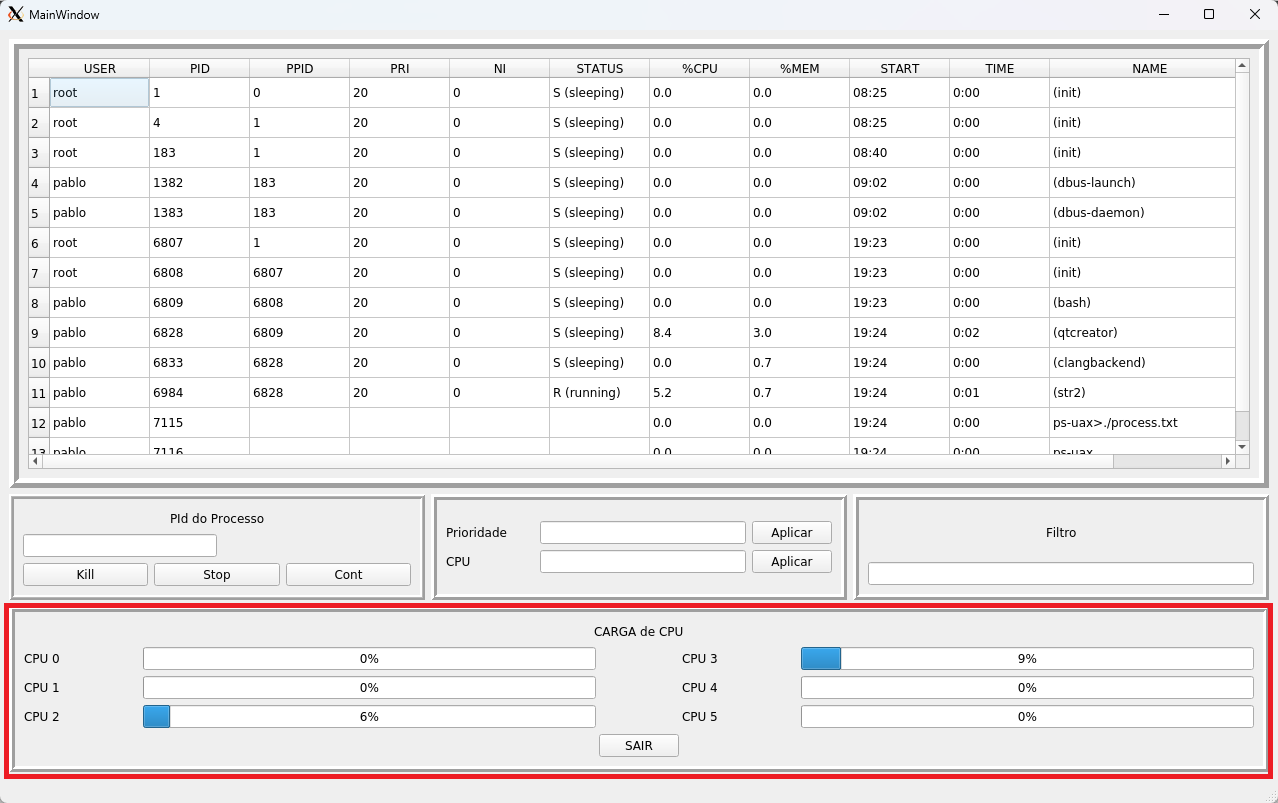 MainWindow
USER PID PPID PRI NI STATUS %CPU %MEM START TIME NAME
1 root 1 0 20 0 S (sleeping) 0.0 0.0 08:25 0:00 (init)
2 root 4 1 20 0 S (sleeping) 0.0 0.0 08:25 0:00 (init)
3 root 183 1 20 0 S (sleeping) 0.0 0.0 08:40 0:00 (init)
4 pablo 1382 183 20 0 S (sleeping) 0.0 0.0 09:02 0:00 (dbus-launch)
5 pablo 1383 183 20 0 S (sleeping) 0.0 0.0 09:02 0:00 (dbus-daemon)
6 root 6807 1 20 0 S (sleeping) 0.0 0.0 19:23 0:00 (init)
7 root 6808 6807 20 0 S (sleeping) 0.0 0.0 19:23 0:00 (init)
8 pablo 6809 6808 20 0 S (sleeping) 0.0 0.0 19:23 0:00 (bash)
9 pablo 6828 6809 20 0 S (sleeping) 8.4 3.0 19:24 0:02 (qtcreator)
10 pablo 6833 6828 20 0 S (sleeping) 0.0 0.7 19:24 0:00 (clangbackend)
11 pablo 6984 6828 20 0 R (running) 5.2 0.7 19:24 0:01 (str2)
12 pablo 7115 0.0 0.0 19:24 0:00 ps-uax>./process.txt
13 pablo 7116 0.0 0.0 19:24 0:00 ps-uax
PId do Processo
Kill Stop Cont
Prioridade Aplicar
CPU Aplicar
Filtro
CARGA de CPU
CPU 0 0% CPU 3 9%
CPU 1 0% CPU 4 0%
CPU 2 6% CPU 5 0%
SAIR